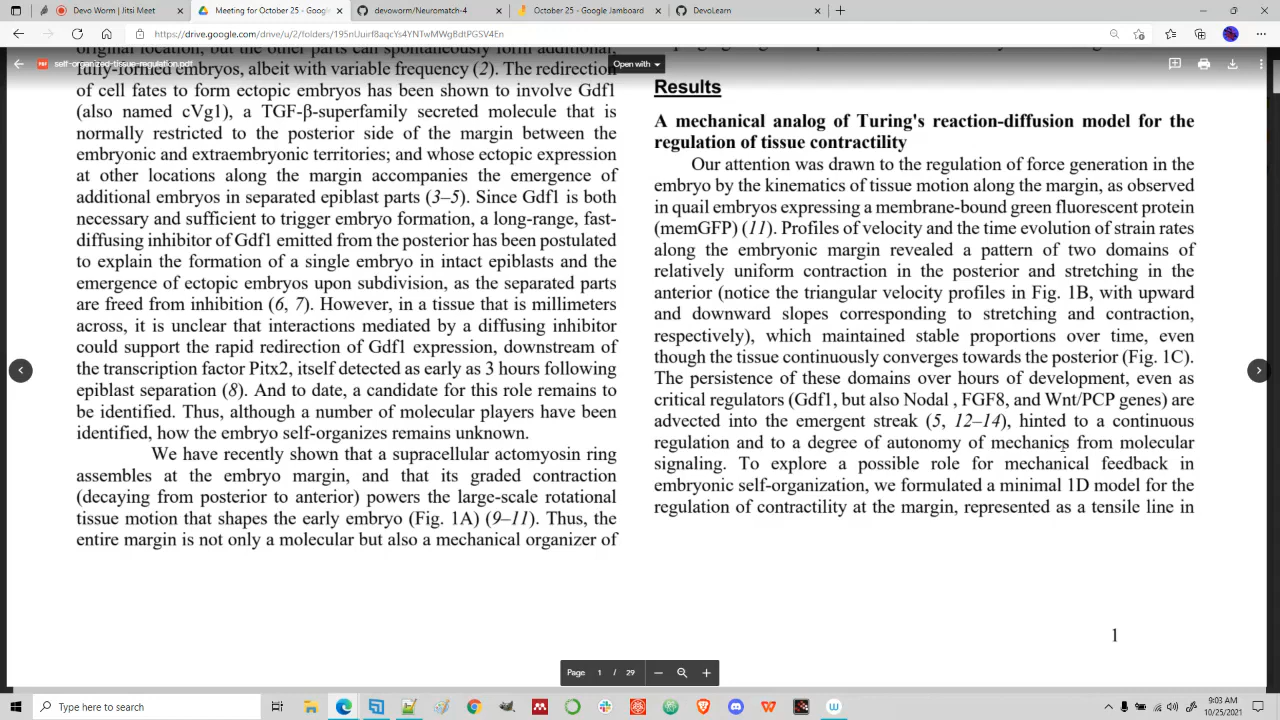 Dev Worm Lit Meet
Meeting for October 25
Google Drive
devoNeumatch-4
October 25 - Google Jamboard
DevoLearn
https://drive.google.com/drive/u/2/folders/195nUuirf8aqcYs4YNTwMWgBdtPGSV4En
self-organized-tissue-regulation.pdf
Open with
original location, but the other parts can spontaneously form additional,
fully-formed embryos, albeit with variable frequency (2). The redirection
of cell fates to form ectopic embryos has been shown to involve Gdf1
(also named cVg1), a TGF-β-superfamily secreted molecule that is
normally restricted to the posterior side of the margin between the
embryonic and extraembryonic territories; and whose ectopic expression
at other locations along the margin accompanies the emergence of
additional embryos in separated epiblast parts (3–5). Since Gdf1 is both
necessary and sufficient to trigger embryo formation, a long-range, fast-
diffusing inhibitor of Gdf1 emitted from the posterior has been postulated
to explain the formation of a single embryo in intact epiblasts and the
emergence of ectopic embryos upon subdivision, as the separated parts
are freed from inhibition (6, 7). However, in a tissue that is millimeters
across, it is unclear that interactions mediated by a diffusing inhibitor
could support the rapid redirection of Gdf1 expression, downstream of
the transcription factor Pitx2, itself detected as early as 3 hours following
epiblast separation (8). And to date, a candidate for this role remains to
be identified. Thus, although a number of molecular players have been
identified, how the embryo self-organizes remains unknown.
We have recently shown that a supracellular actomyosin ring
assembles at the embryo margin, and that its graded contraction
(decaying from posterior to anterior) powers the large-scale rotational
tissue motion that shapes the early embryo (Fig. 1A) (9–11). Thus, the
entire margin is not only a molecular but also a mechanical organizer of
Results
A mechanical analog of Turing's reaction-diffusion model for the
regulation of tissue contractility
Our attention was drawn to the regulation of force generation in the
embryo by the kinematics of tissue motion along the margin, as observed
in quail embryos expressing a membrane-bound green fluorescent protein
(memGFP) (11). Profiles of velocity and the time evolution of strain rates
along the embryonic margin revealed a pattern of two domains of
relatively uniform contraction in the posterior and stretching in the
anterior (notice the triangular velocity profiles in Fig. 1B, with upward
and downward slopes corresponding to stretching and contraction,
respectively), which maintained stable proportions over time, even
though the tissue continuously converges towards the posterior (Fig. 1C).
The persistence of these domains over hours of development, even as
critical regulators (Gdf1, but also Nodal , FGF8, and Wnt/PCP genes) are
advected into the emergent streak (5, 12–14), hinted to a continuous
regulation and to a degree of autonomy of mechanics from molecular
signaling. To explore a possible role for mechanical feedback in
embryonic self-organization, we formulated a minimal 1D model for the
regulation of contractility at the margin, represented as a tensile line in
1
Page 1 / 29
Type here to search
9:03 AM
10/25/2021